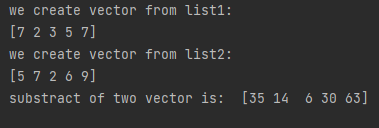 we create vector from list1:
[7 2 3 5 7]
we create vector from list2:
[5 7 2 6 9]
substract of two vector is:  [35 14  6 30 63]